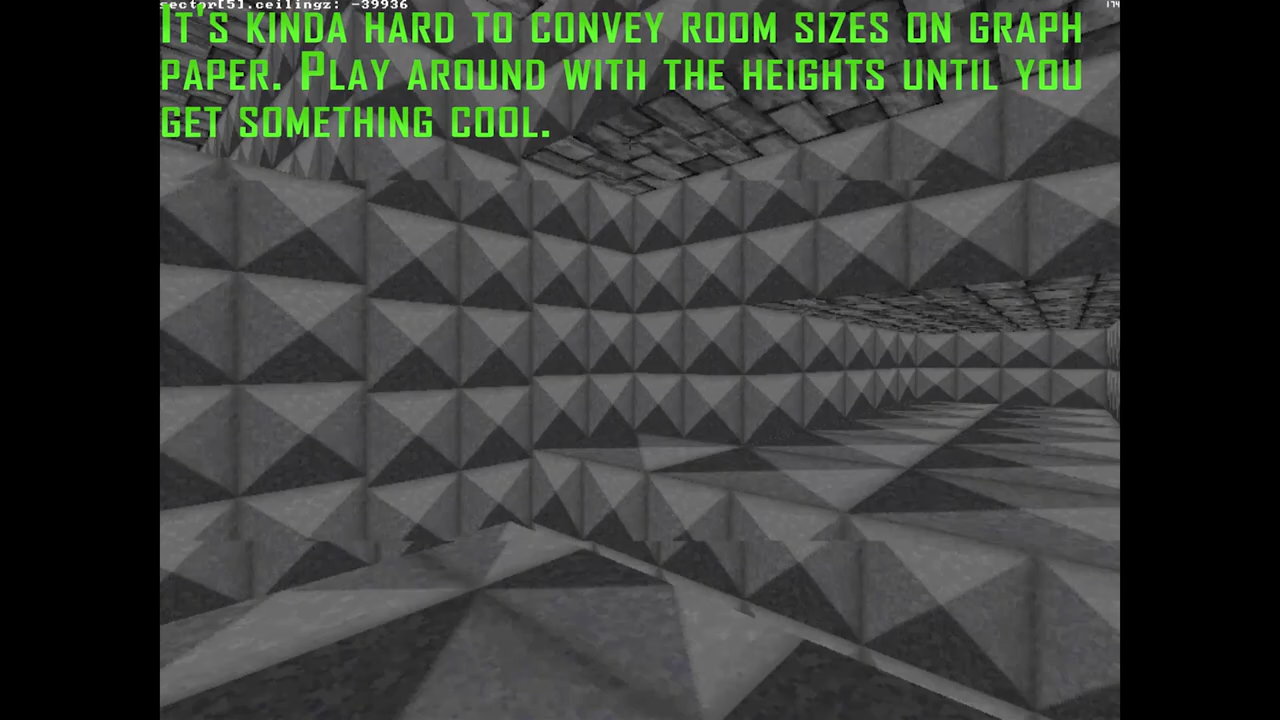 sector[5].ceilingz: -39936
174
It's kinda hard to convey room sizes on graph
paper. Play around with the heights until you
get something cool.